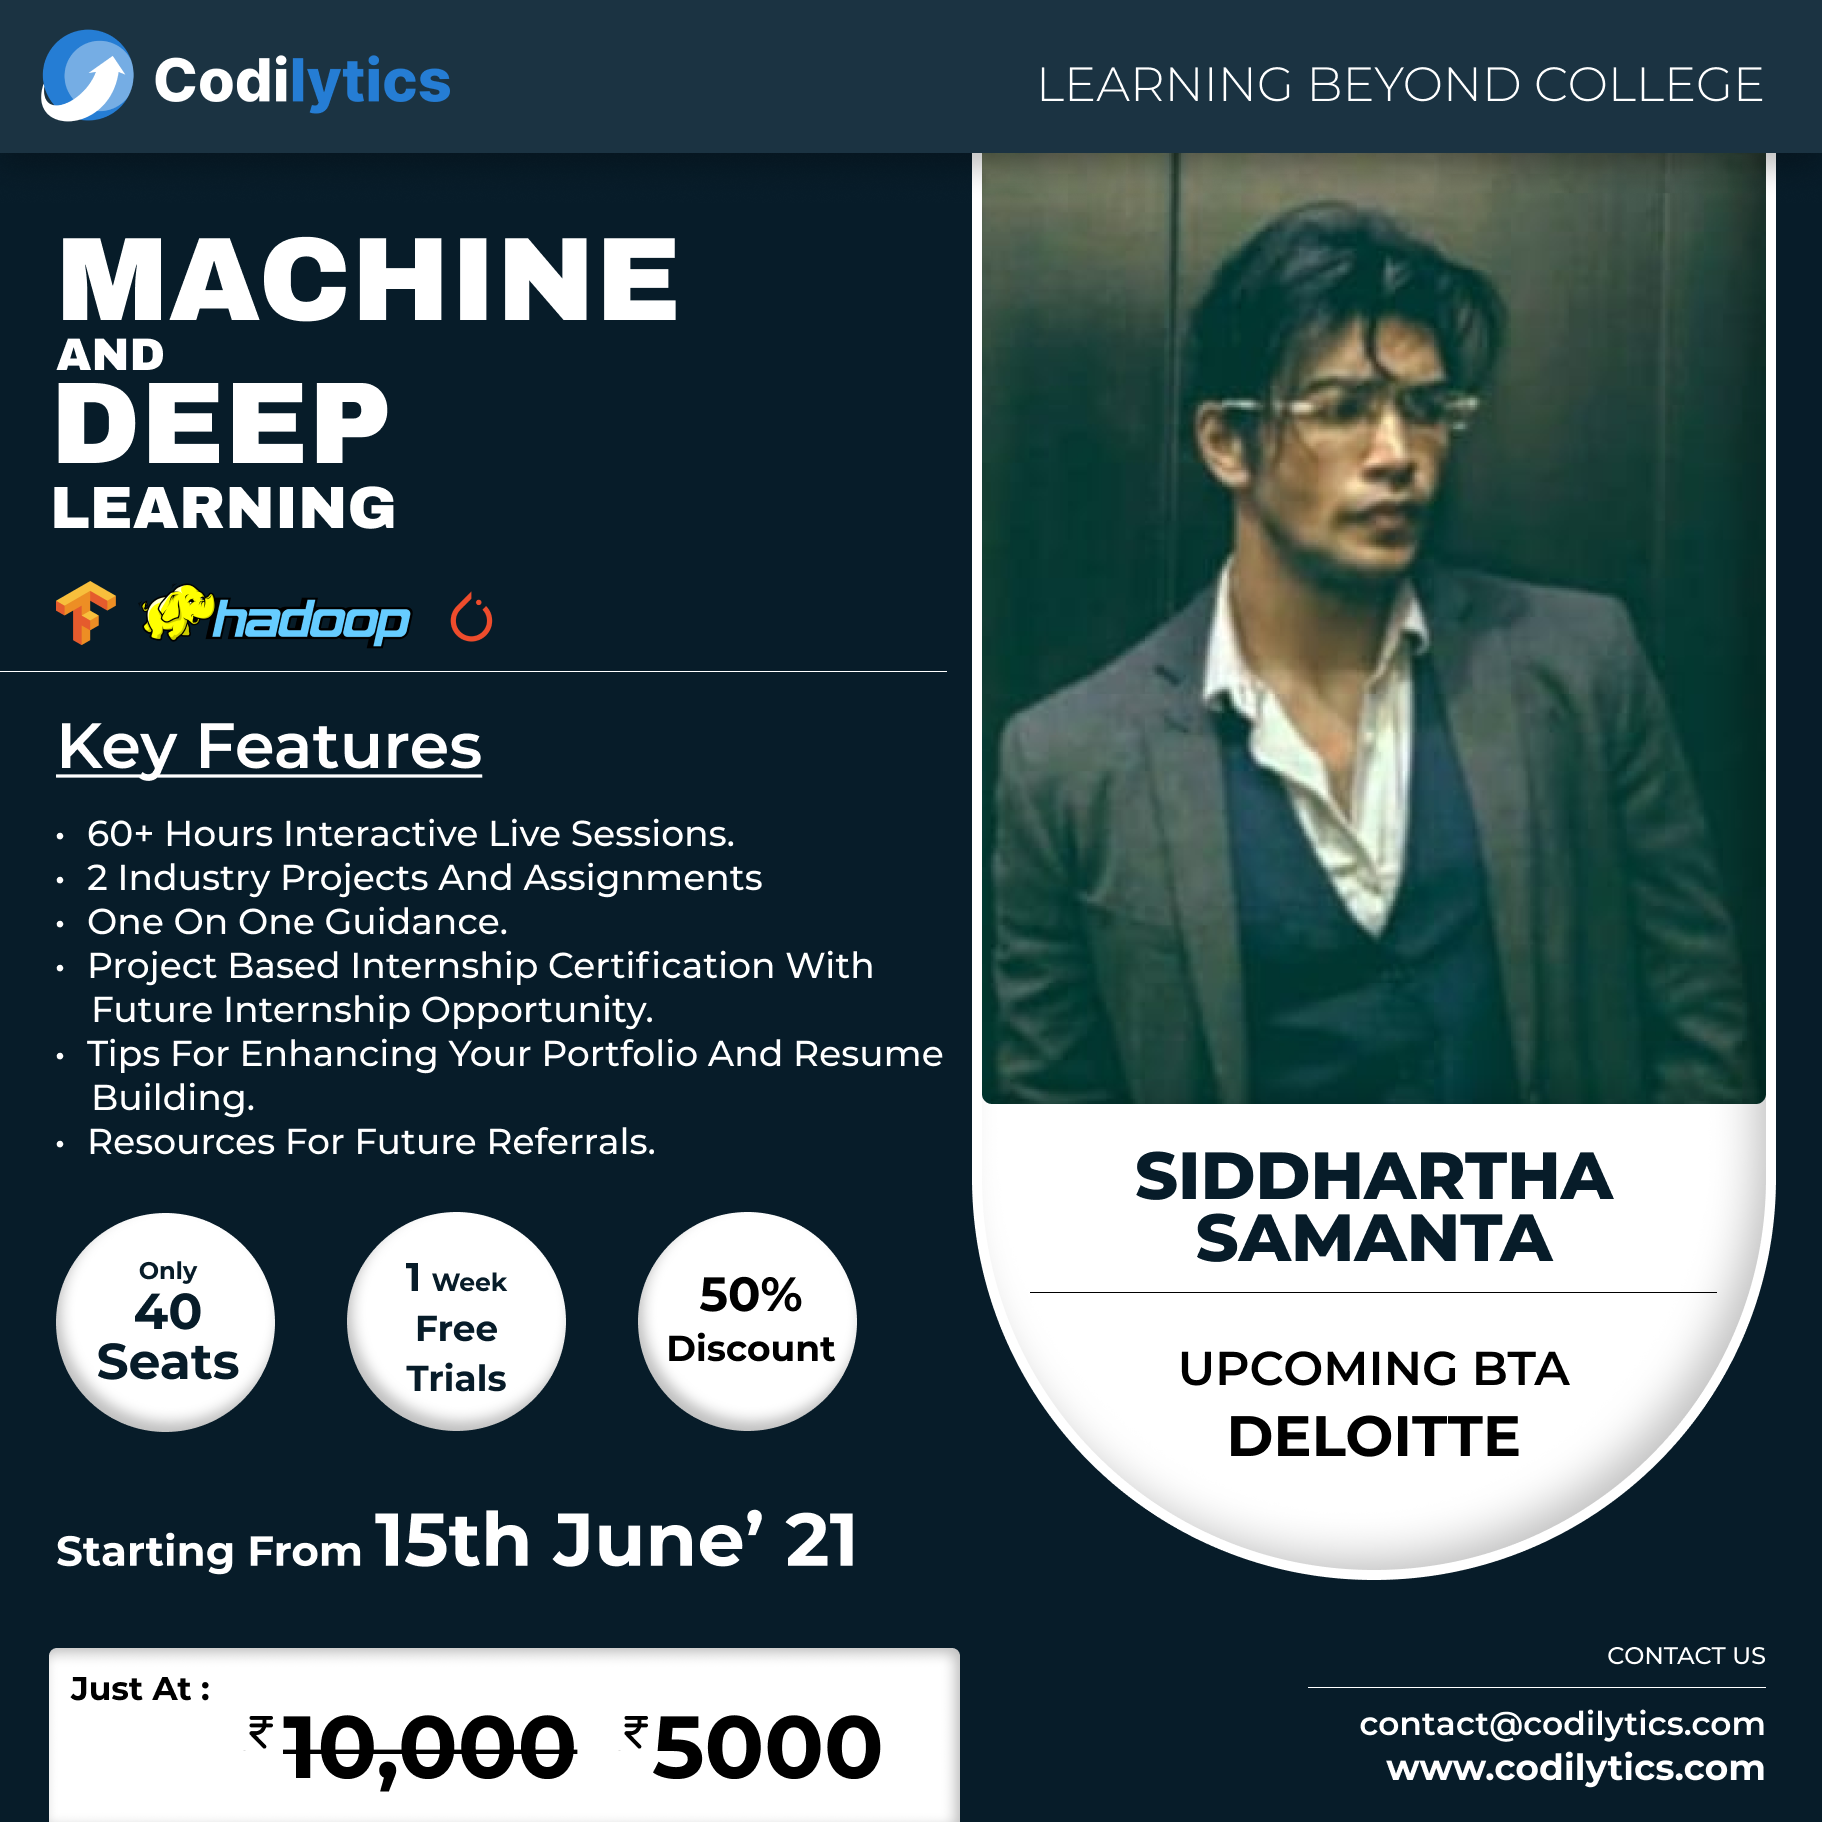 Codilytics
LEARNING BEYOND COLLEGE
MACHINE
AND
DEEP
LEARNING
hadoop
Key Features
• 60+ Hours Interactive Live Sessions.
• 2 Industry Projects And Assignments
• One On One Guidance.
• Project Based Internship Certification With
Future Internship Opportunity.
• Tips For Enhancing Your Portfolio And Resume
Building.
• Resources For Future Referrals.
Only
40
Seats
1 Week
Free
Trials
50%
Discount
Starting From 15th June’ 21
Just At :
₹10,000 ₹5000
SIDDHARTHA
SAMANTA
UPCOMING BTA
DELOITTE
CONTACT US
contact@codilytics.com
www.codilytics.com